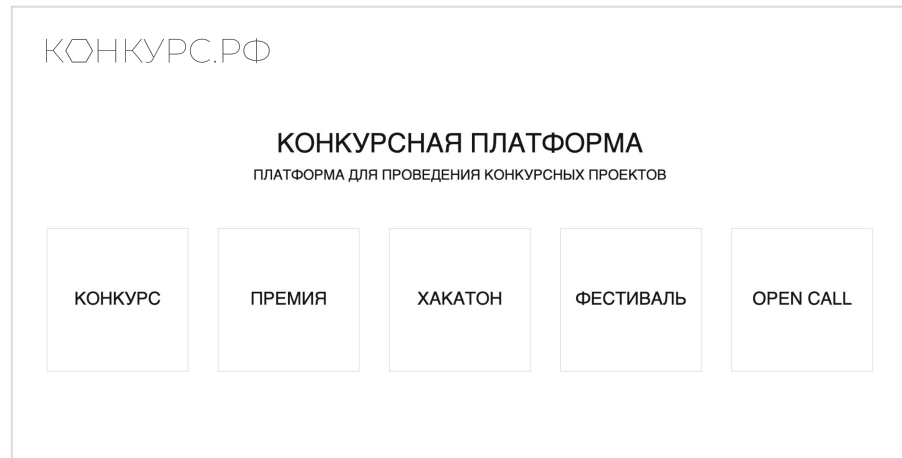 КОНКУРС.РФ
КОНКУРСНАЯ ПЛАТФОРМА
ПЛАТФОРМА ДЛЯ ПРОВЕДЕНИЯ КОНКУРСНЫХ ПРОЕКТОВ
КОНКУРС
ПРЕМИЯ
ХАКАТОН
ФЕСТИВАЛЬ
OPEN CALL